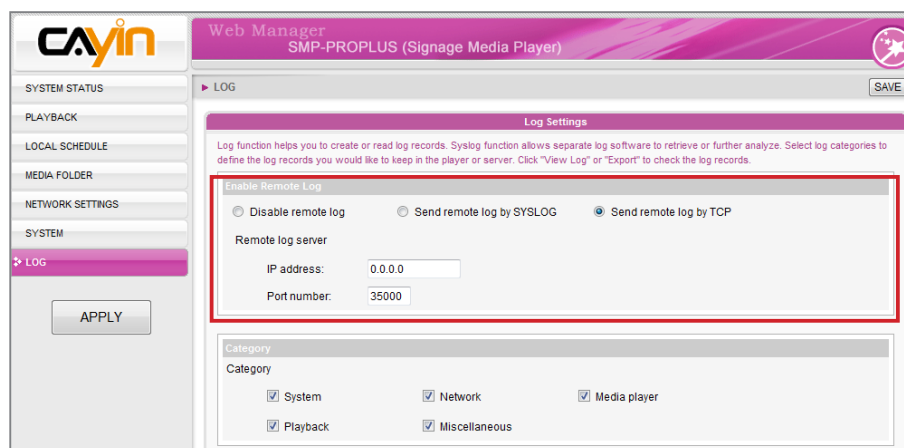 CAYin
Web Manager
SMP-PROPLUS (Signage Media Player)
SYSTEM STATUS
PLAYBACK
LOCAL SCHEDULE
MEDIA FOLDER
NETWORK SETTINGS
SYSTEM
LOG
APPLY
LOG
SAVE
Log Settings
Log function helps you to create or read log records. Syslog function allows separate log software to retrieve or further analyze. Select log categories to
define the log records you would like to keep in the player or server. Click "View Log" or "Export" to check the log records.
Enable Remote Log
Disable remote log Send remote log by SYSLOG Send remote log by TCP
Remote log server
IP address: 0.0.0.0
Port number: 35000
Category
Category
System Network Media player
Playback Miscellaneous